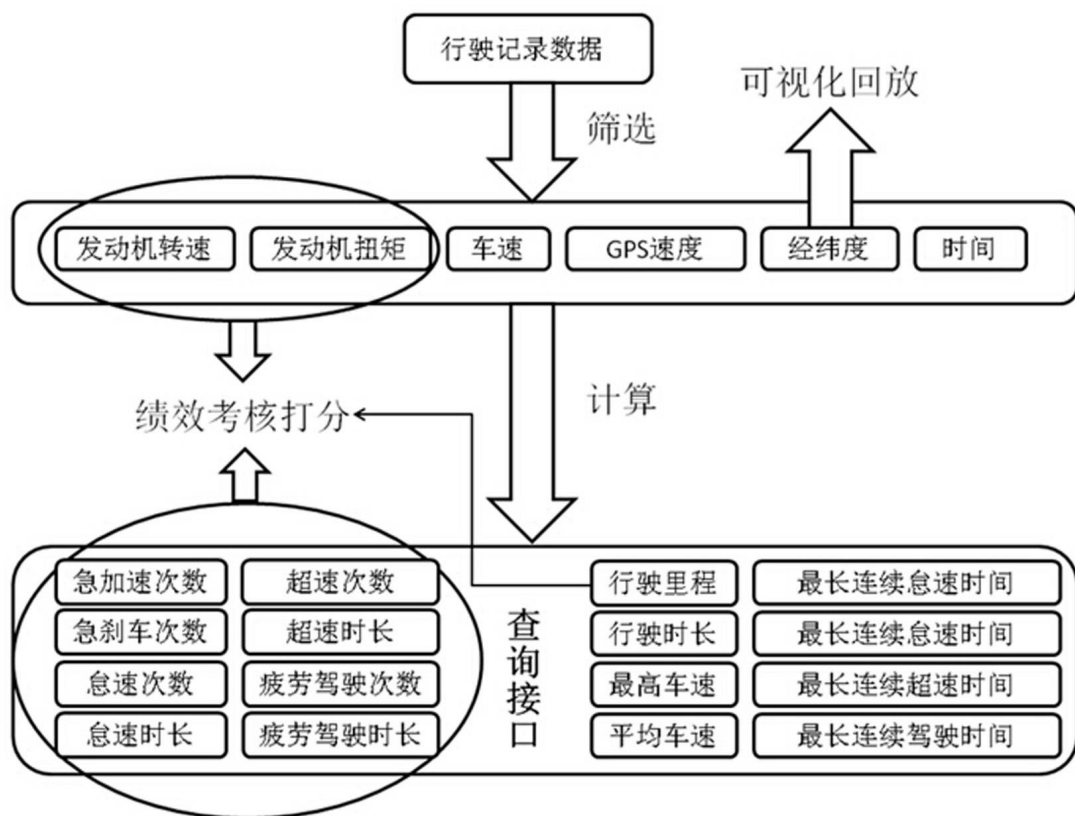 行驶记录数据
可视化回放
筛选
发动机转速 发动机扭矩 车速 GPS速度 经纬度 时间
计算
绩效考核打分
急加速次数 超速次数
急刹车次数 超速时长
怠速次数 疲劳驾驶次数
怠速时长 疲劳驾驶时长
查询接口
行驶里程 最长连续怠速时间
行驶时长 最长连续怠速时间
最高车速 最长连续超速时间
平均车速 最长连续驾驶时间